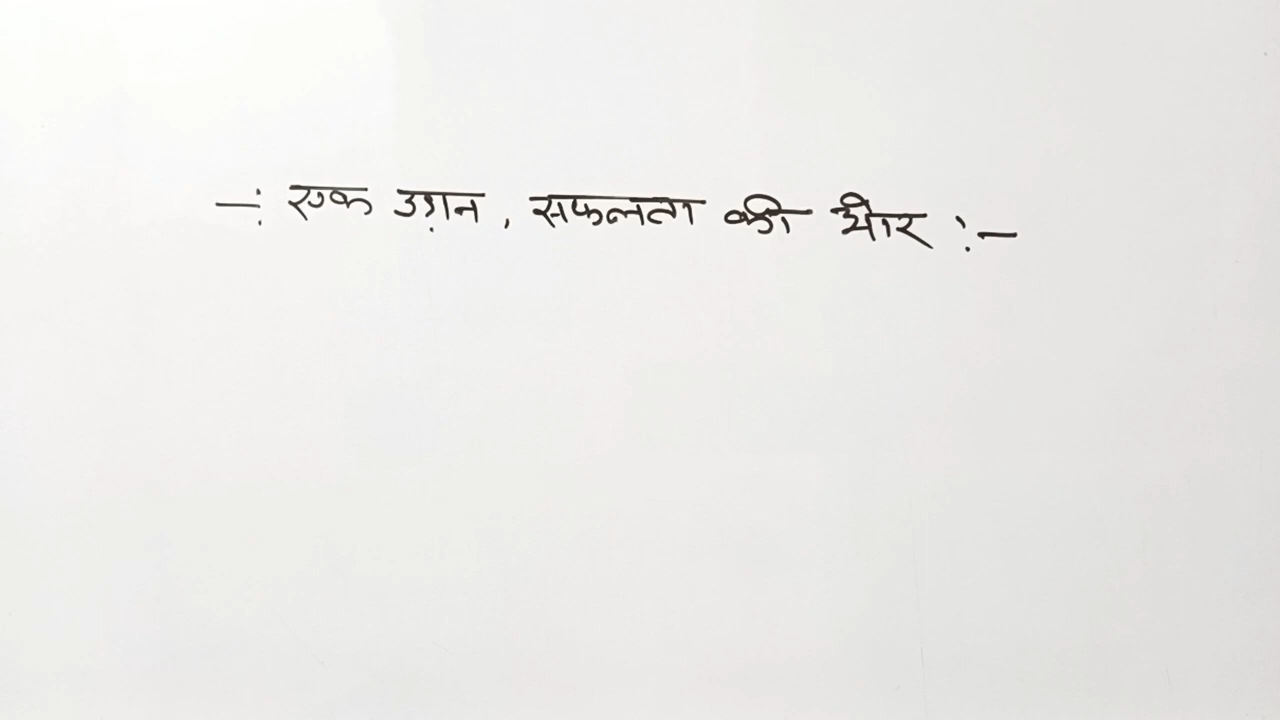 -: एक उड़ान, सफलता की ओर :-